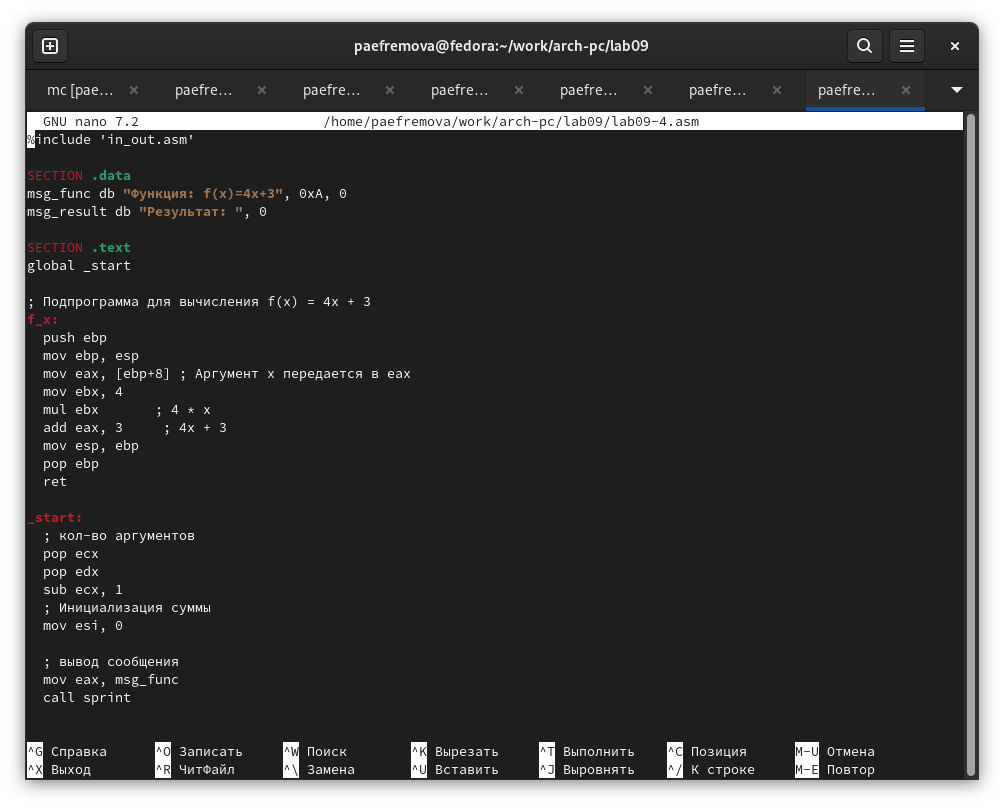 paefremova@fedora:~/work/arch-pc/lab09
mc [pae... paefre... paefre... paefre... paefre... paefre... paefre...
GNU nano 7.2 /home/paefremova/work/arch-pc/lab09/lab09-4.asm
%include 'in_out.asm'
SECTION .data
msg_func db "Функция: f(x)=4x+3", 0xA, 0
msg_result db "Результат: ", 0
SECTION .text
global _start
; Подпрограмма для вычисления f(x) = 4x + 3
f_x:
push ebp
mov ebp, esp
mov eax, [ebp+8] ; Аргумент x передается в eax
mov ebx, 4
mul ebx ; 4 * x
add eax, 3 ; 4x + 3
mov esp, ebp
pop ebp
ret
_start:
; кол-во аргументов
pop ecx
pop edx
sub ecx, 1
; Инициализация суммы
mov esi, 0
; вывод сообщения
mov eax, msg_func
call sprint
^G Справка ^O Записать ^W Поиск ^K Вырезать ^T Выполнить ^C Позиция M-U Отмена
^X Выход ^R ЧитФайл ^\ Замена ^U Вставить ^J Выровнять ^/ К строке M-E Повтор